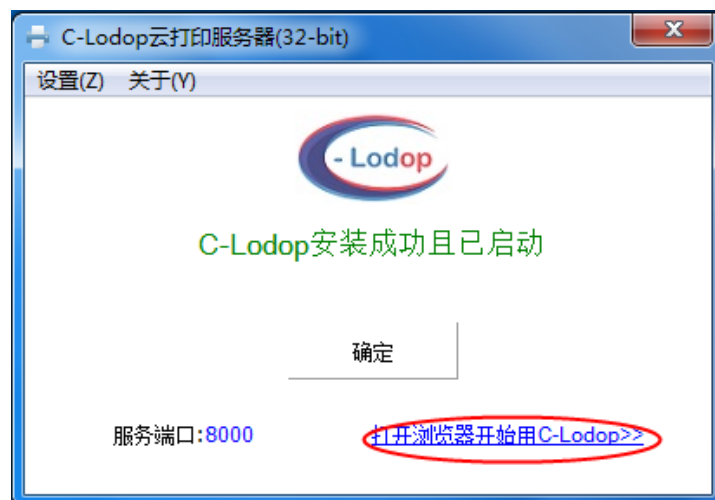 C-Lodop云打印服务器(32-bit)
设置(Z) 关于(Y)
- Lodop
C-Lodop安装成功且已启动
确定
服务端口:8000 打开浏览器开始用C-Lodop>>